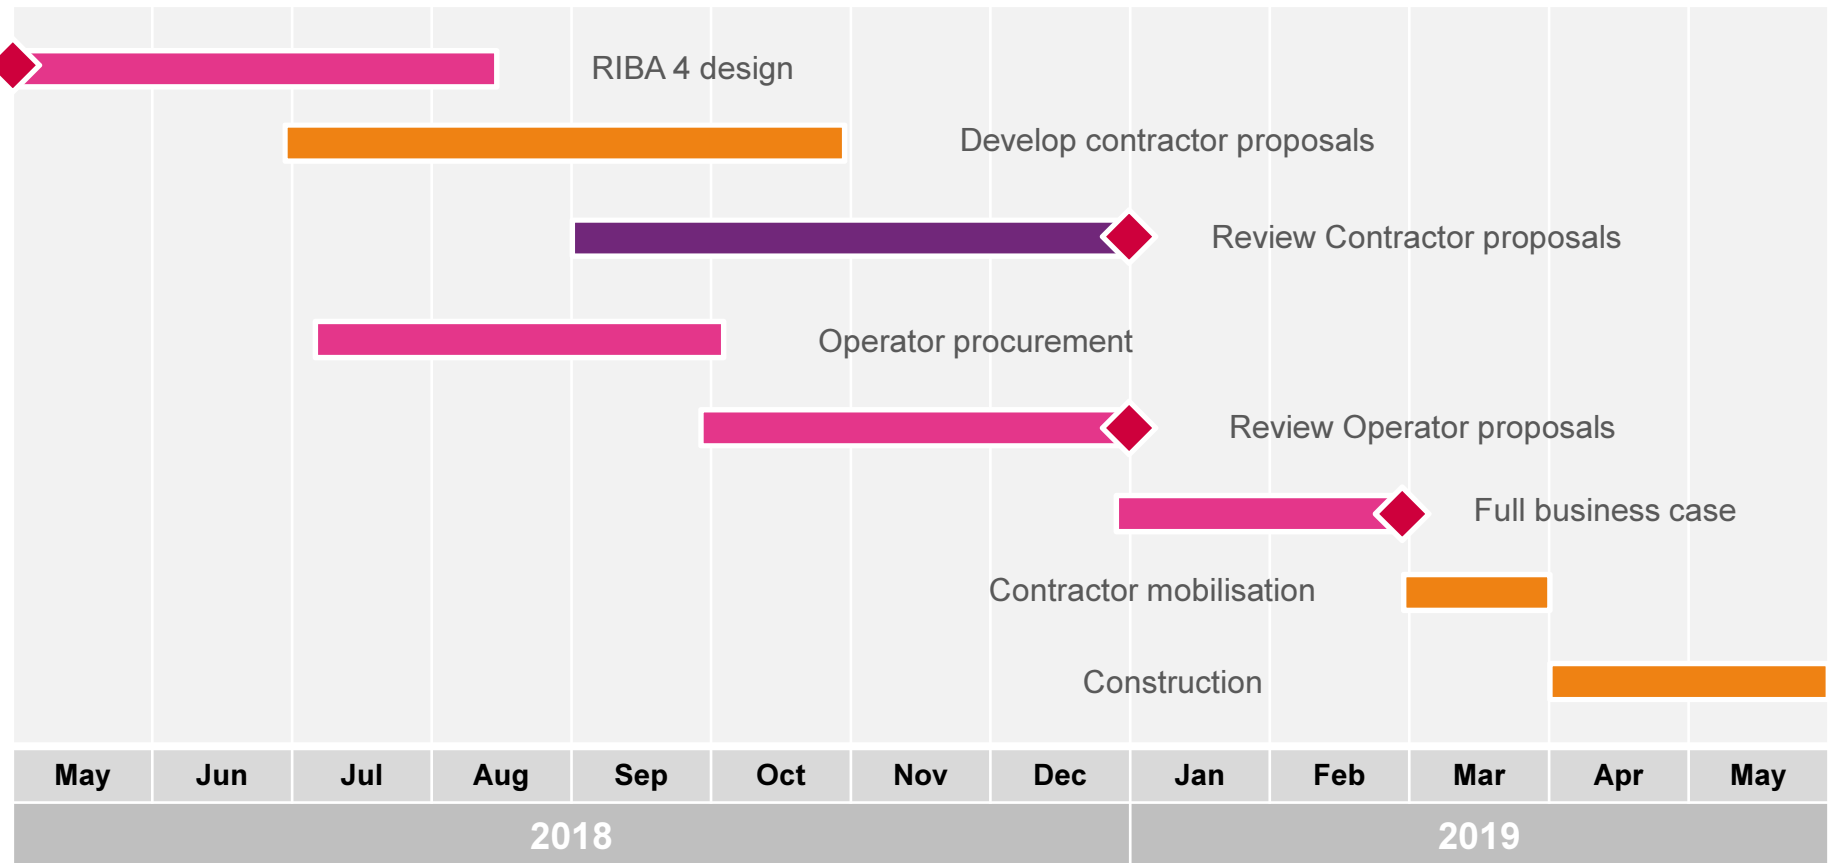 RIBA 4 design
Develop contractor proposals
Review Contractor proposals
Operator procurement
Review Operator proposals
Full business case
Contractor mobilisation
Construction
May Jun Jul Aug Sep Oct Nov Dec Jan Feb Mar Apr May
2018 2019